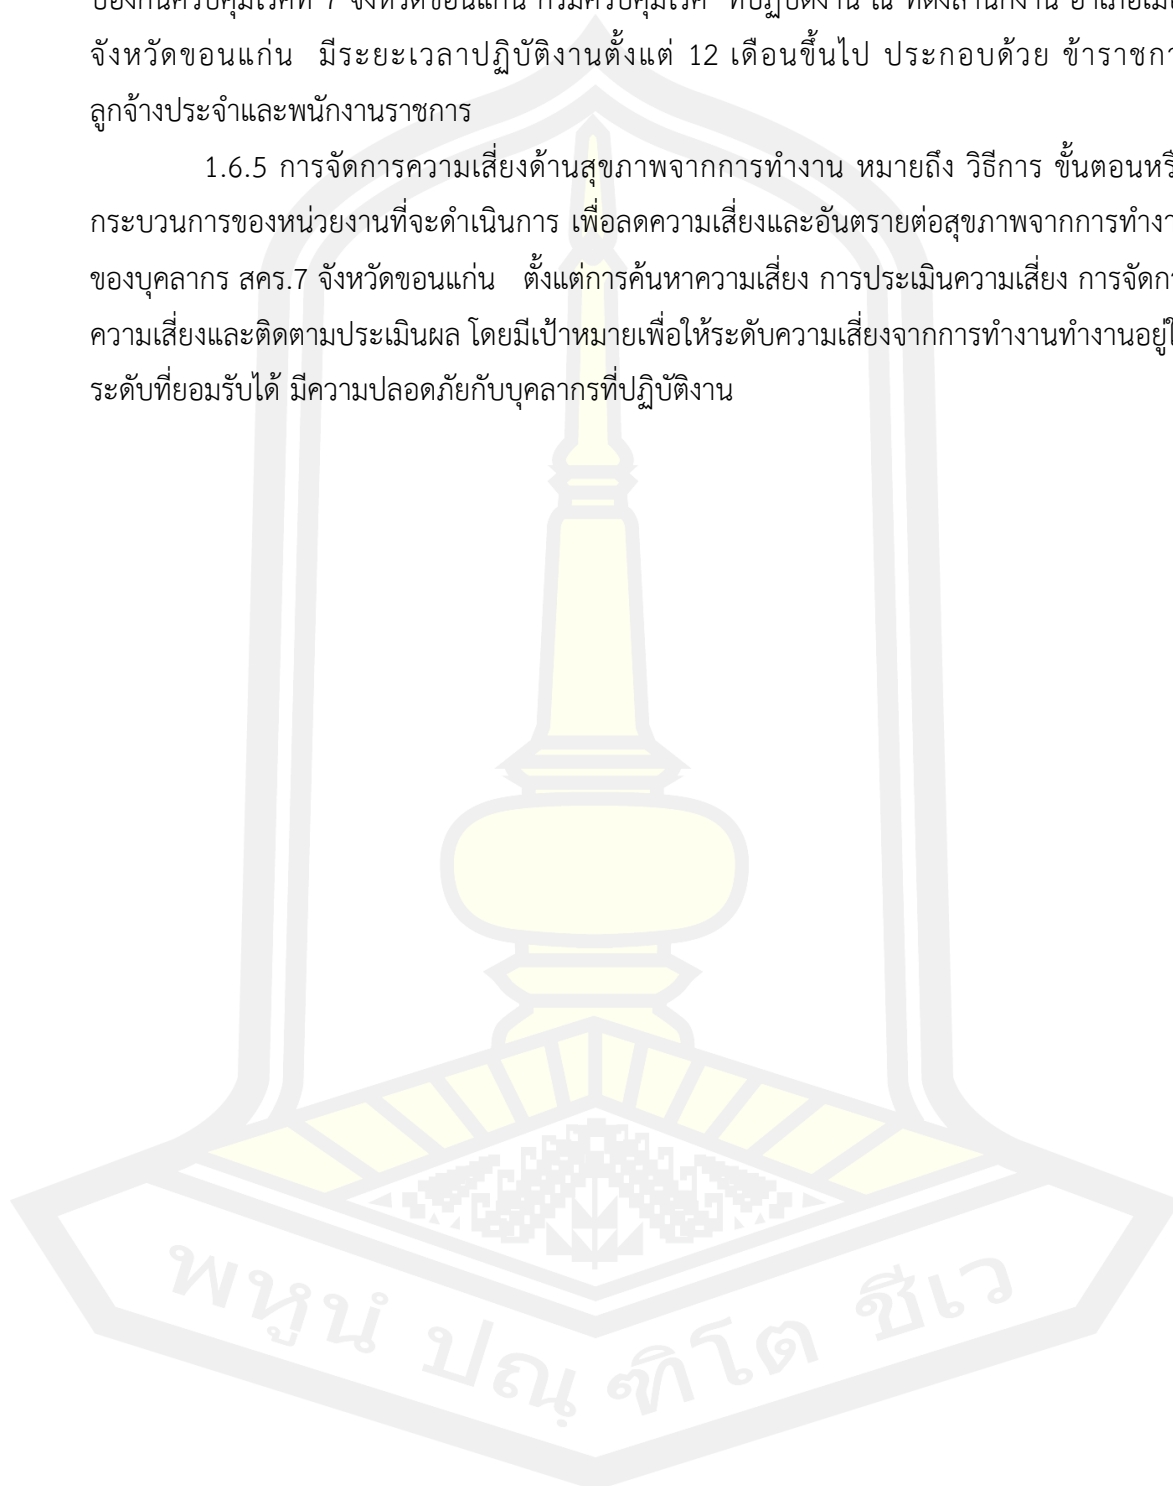 ป้องกันควบคุมโรคที่ 7 จังหวัดขอนแก่น กรมควบคุมโรค ที่ปฏิบัติงาน ณ ที่ตั้งสำนักงาน
จังหวัดขอนแก่น มีระยะเวลาปฏิบัติงานตั้งแต่ 12 เดือนขึ้นไป ประกอบด้วย ข้าราชกา
ลูกจ้างประจำและพนักงานราชการ
1.6.5 การจัดการความเสี่ยงด้านสุขภาพจากการทำงาน หมายถึง วิธีการ ขั้นตอนหรื
กระบวนการของหน่วยงานที่จะดำเนินการ เพื่อลดความเสี่ยงและอันตรายต่อสุขภาพจากการทำงา
ของบุคลากร สคร.7 จังหวัดขอนแก่น ตั้งแต่การค้นหาความเสี่ยง การประเมินความเสี่ยง การจัดกา
ความเสี่ยงและติดตามประเมินผล โดยมีเป้าหมายเพื่อให้ระดับความเสี่ยงจากการทำงานทำงานอยู่ใ
ระดับที่ยอมรับได้ มีความปลอดภัยกับบุคลากรที่ปฏิบัติงาน
พหูนํ ปณฺฑิโต ชีเว